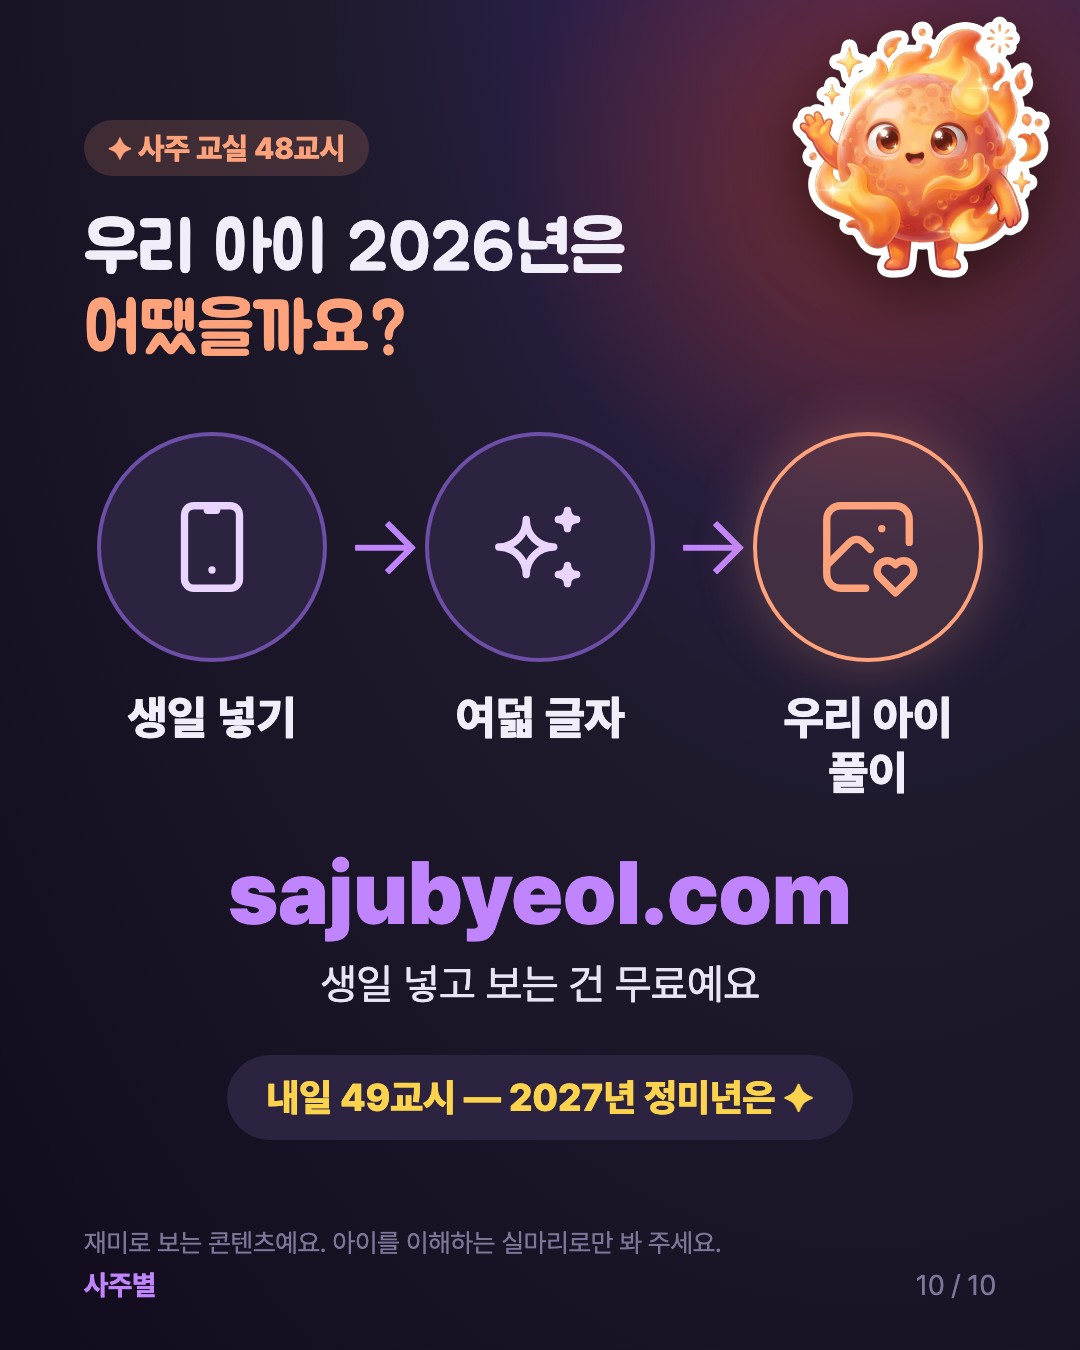 ✦ 사주 교실 48교시
우리 아이 2026년은
어땠을까요?
생일 넣기
여덟 글자
우리 아이
풀이
sajubyeol.com
생일 넣고 보는 건 무료예요
내일 49교시 — 2027년 정미년은 ✦
재미로 보는 콘텐츠예요. 아이를 이해하는 실마리로만 봐 주세요.
사주별
10 / 10